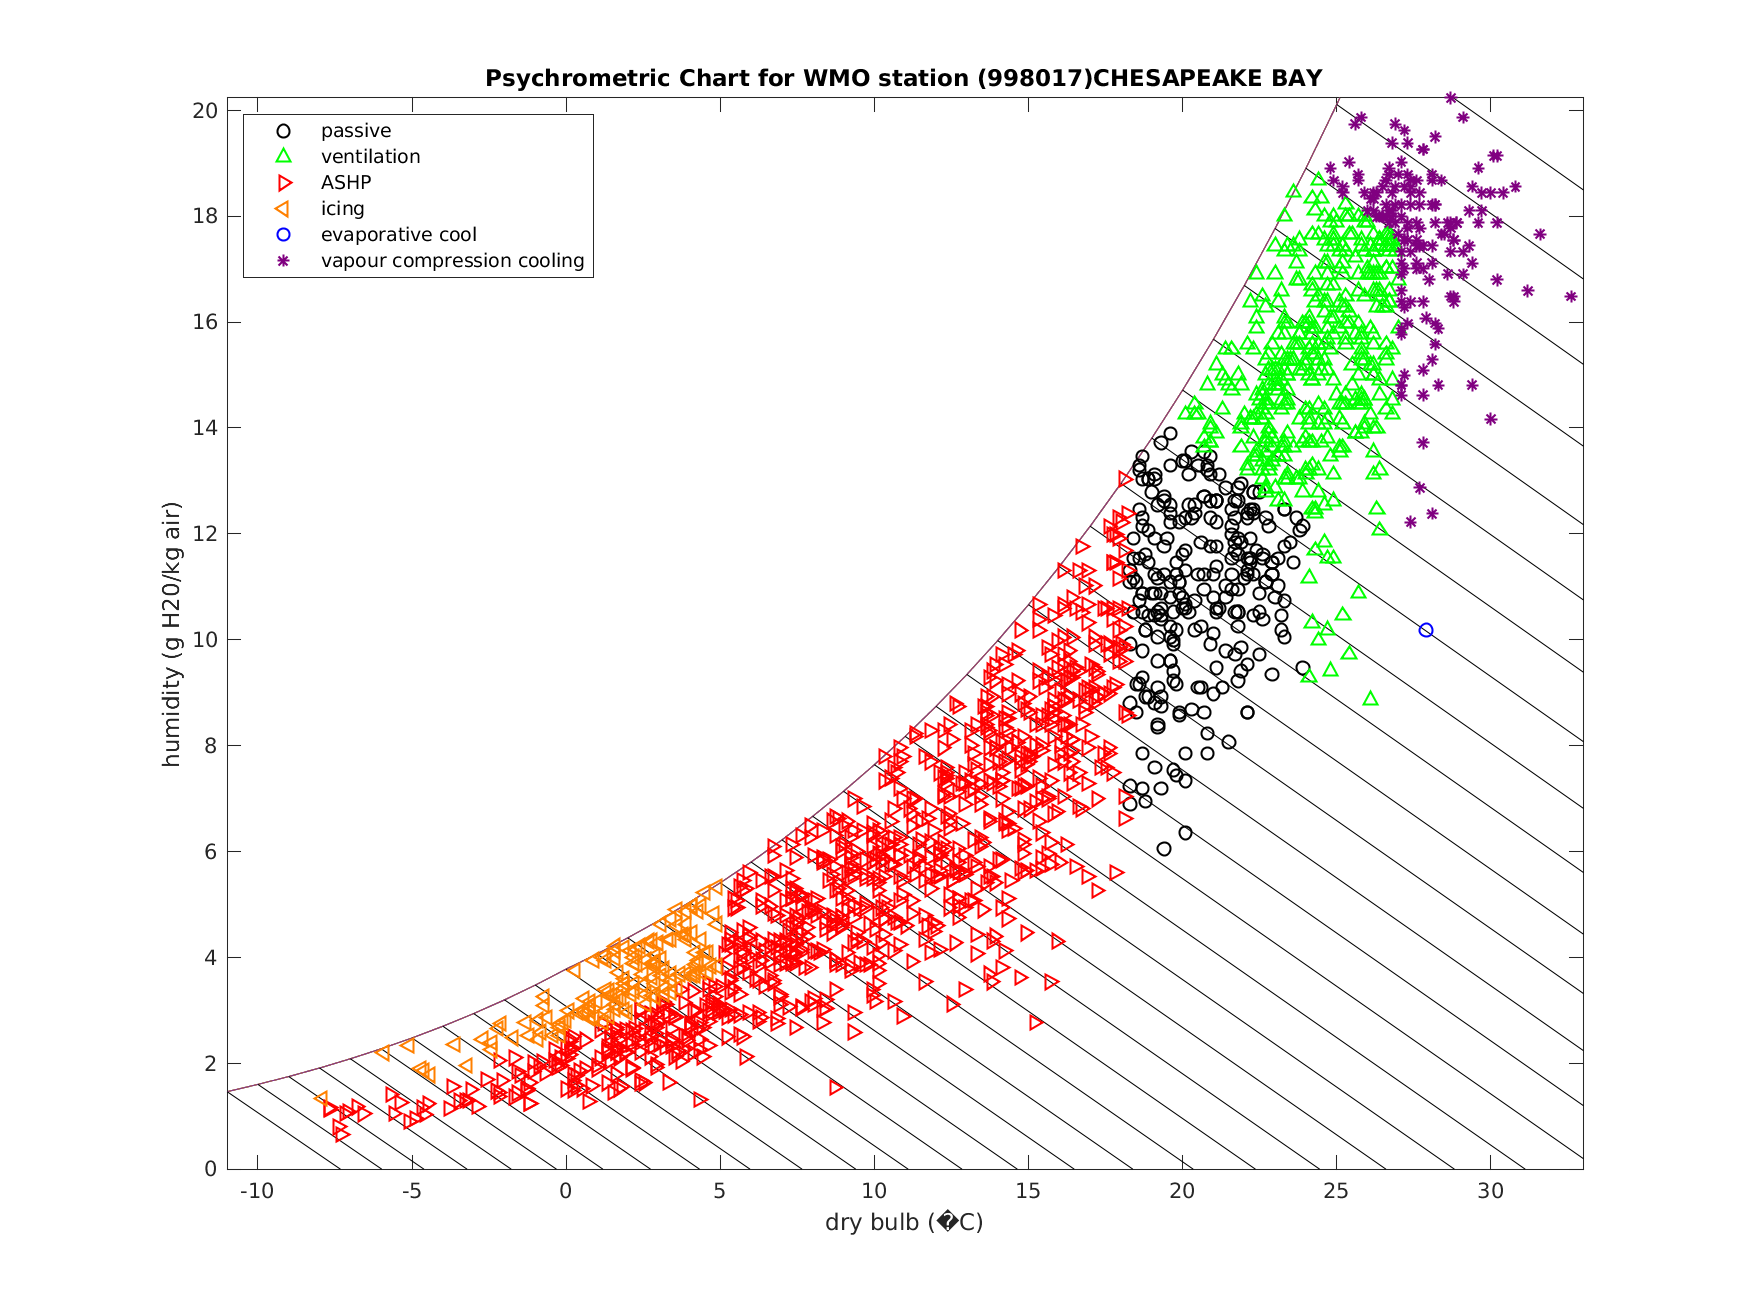 Psychrometric Chart for WMO station (998017)CHESAPEAKE BAY
passive
ventilation
ASHP
icing
evaporative cool
vapour compression cooling
humidity (g H20/kg air)
20
18
16
14
12
10
8
6
4
2
0
-10 -5 0 5 10 15 20 25 30
dry bulb (�C)